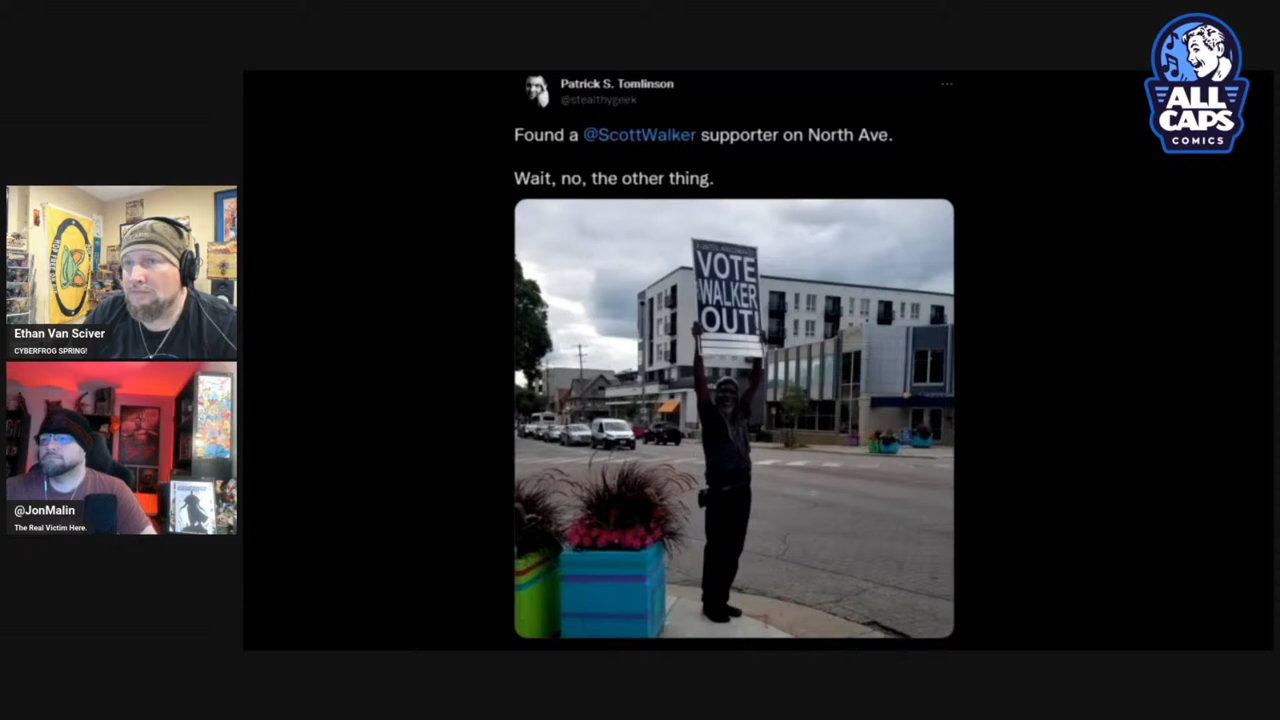 Patrick S. Tomlinson
@stealthygeek
Found a @ScottWalker supporter on North Ave.
Wait, no, the other thing.
VOTE
WALKER
OUT!
ALL
CAPS
COMICS
Ethan Van Sciver
CYBERFROG SPRING!
@JonMalin
The Real Victim Here.